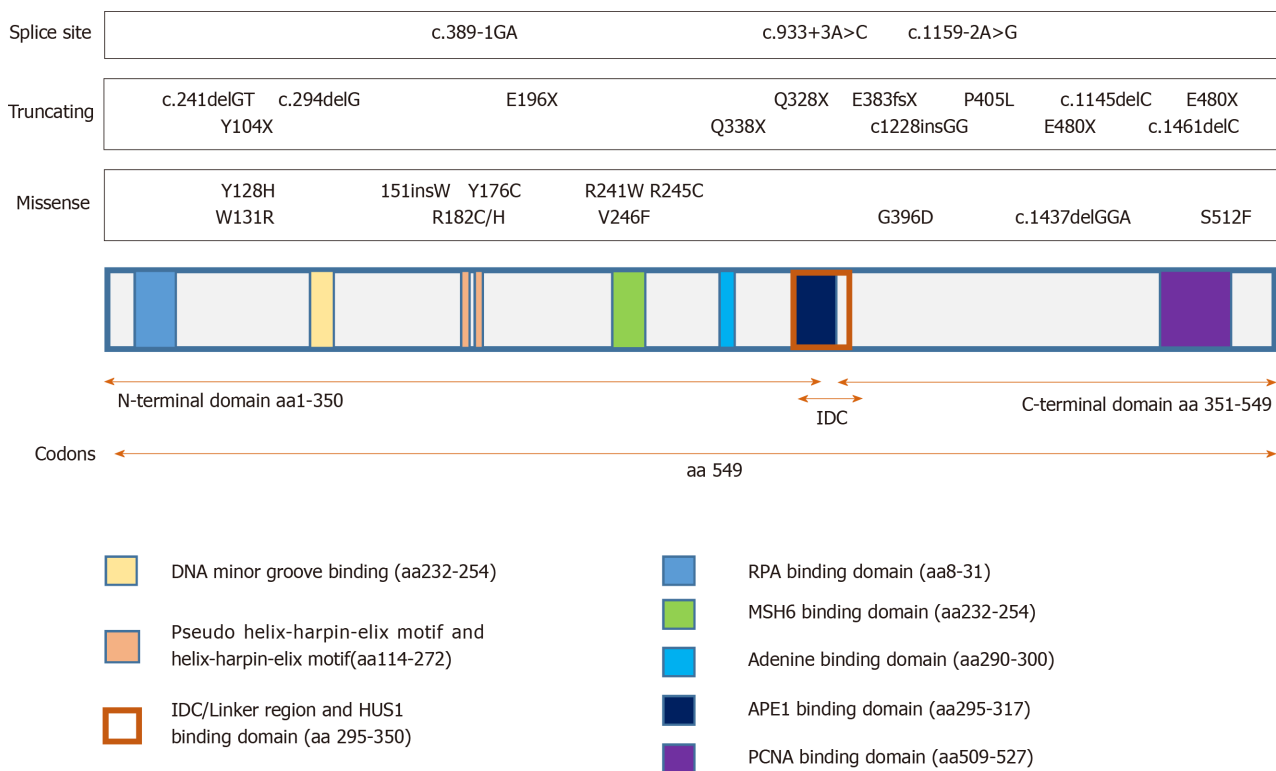 Splice site c.389-1GA c.933+3A>C c.1159-2A>G
Truncating c.241delGT c.294delG E196X Q328X E383fsX P405L c.1145delC E480X
Y104X Q338X c1228insGG E480X c.1461delC
Missense Y128H 151insW Y176C R241W R245C
W131R R182C/H V246F G396D c.1437delGGA S512F
N-terminal domain aa1-350
IDC
C-terminal domain aa 351-549
Codons
aa 549
DNA minor groove binding (aa232-254)
Pseudo helix-harpin-elix motif and
helix-harpin-elix motif(aa114-272)
IDC/Linker region and HUS1
binding domain (aa 295-350)
RPA binding domain (aa8-31)
MSH6 binding domain (aa232-254)
Adenine binding domain (aa290-300)
APE1 binding domain (aa295-317)
PCNA binding domain (aa509-527)